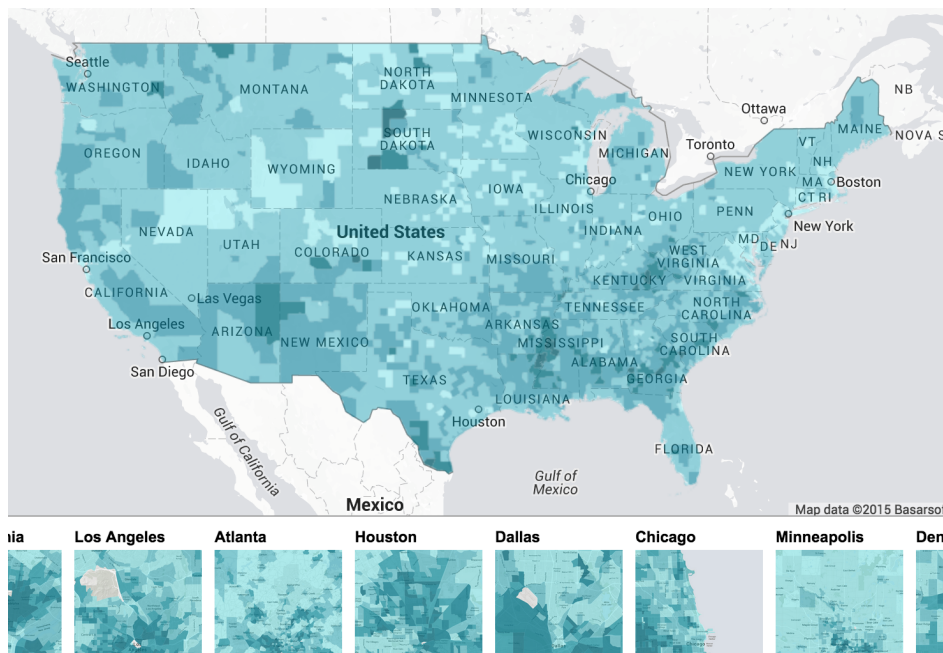 NB
Seattle
WASHINGTON
MONTANA
NORTH
DAKOTA
MINNESOTA
Ottawa
MAINE
NOVA S
OREGON
IDAHO
WYOMING
SOUTH
DAKOTA
WISCONSIN
MICHIGAN
Toronto
VT
NH
NEW YORK
MA
Boston
CT RI
Chicago
IOWA
NEBRASKA
ILLINOIS
INDIANA
OHIO
PENN
New York
NEVADA
UTAH
COLORADO
United States
KANSAS
MISSOURI
WEST
VIRGINIA
MD
DE
NJ
San Francisco
CALIFORNIA
Las Vegas
KENTUCKY
VIRGINIA
Los Angeles
ARIZONA
NEW MEXICO
OKLAHOMA
ARKANSAS
TENNESSEE
NORTH
CAROLINA
San Diego
TEXAS
MISSISSIPPI
ALABAMA
SOUTH
CAROLINA
GEORGIA
LOUISIANA
Houston
FLORIDA
Gulf of California
Gulf of
Mexico
Mexico
Map data ©2015 Basarsof
nia
Los Angeles
Atlanta
Houston
Dallas
Chicago
Minneapolis
Den